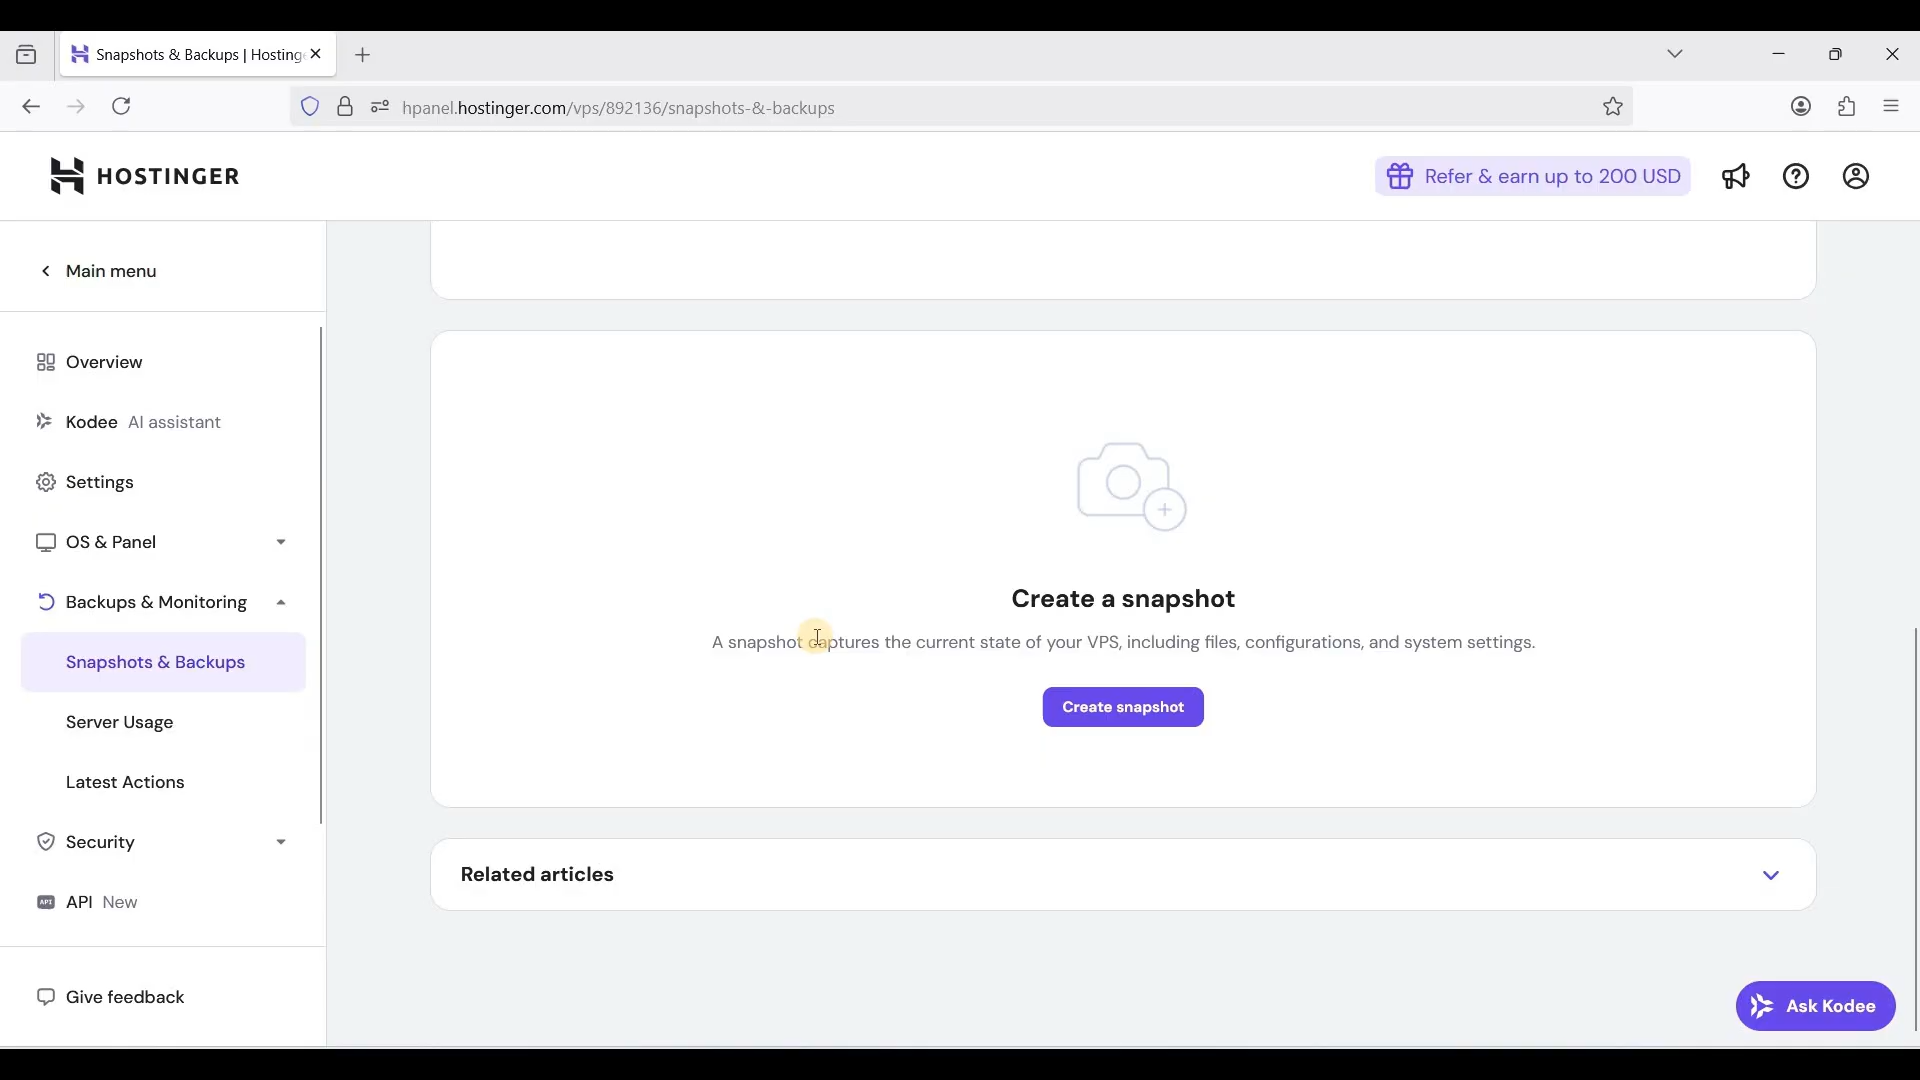 Snapshots & Backups | Hosting
hpanel.hostinger.com/vps/892136/snapshots-&-backups
HOSTINGER
Refer & earn up to 200 USD
Main menu
Overview
Kodee AI assistant
Settings
OS & Panel
Backups & Monitoring
Snapshots & Backups
Server Usage
Latest Actions
Security
API API New
Give feedback
Create a snapshot
A snapshot captures the current state of your VPS, including files, configurations, and system settings.
Create snapshot
Related articles
Ask Kodee